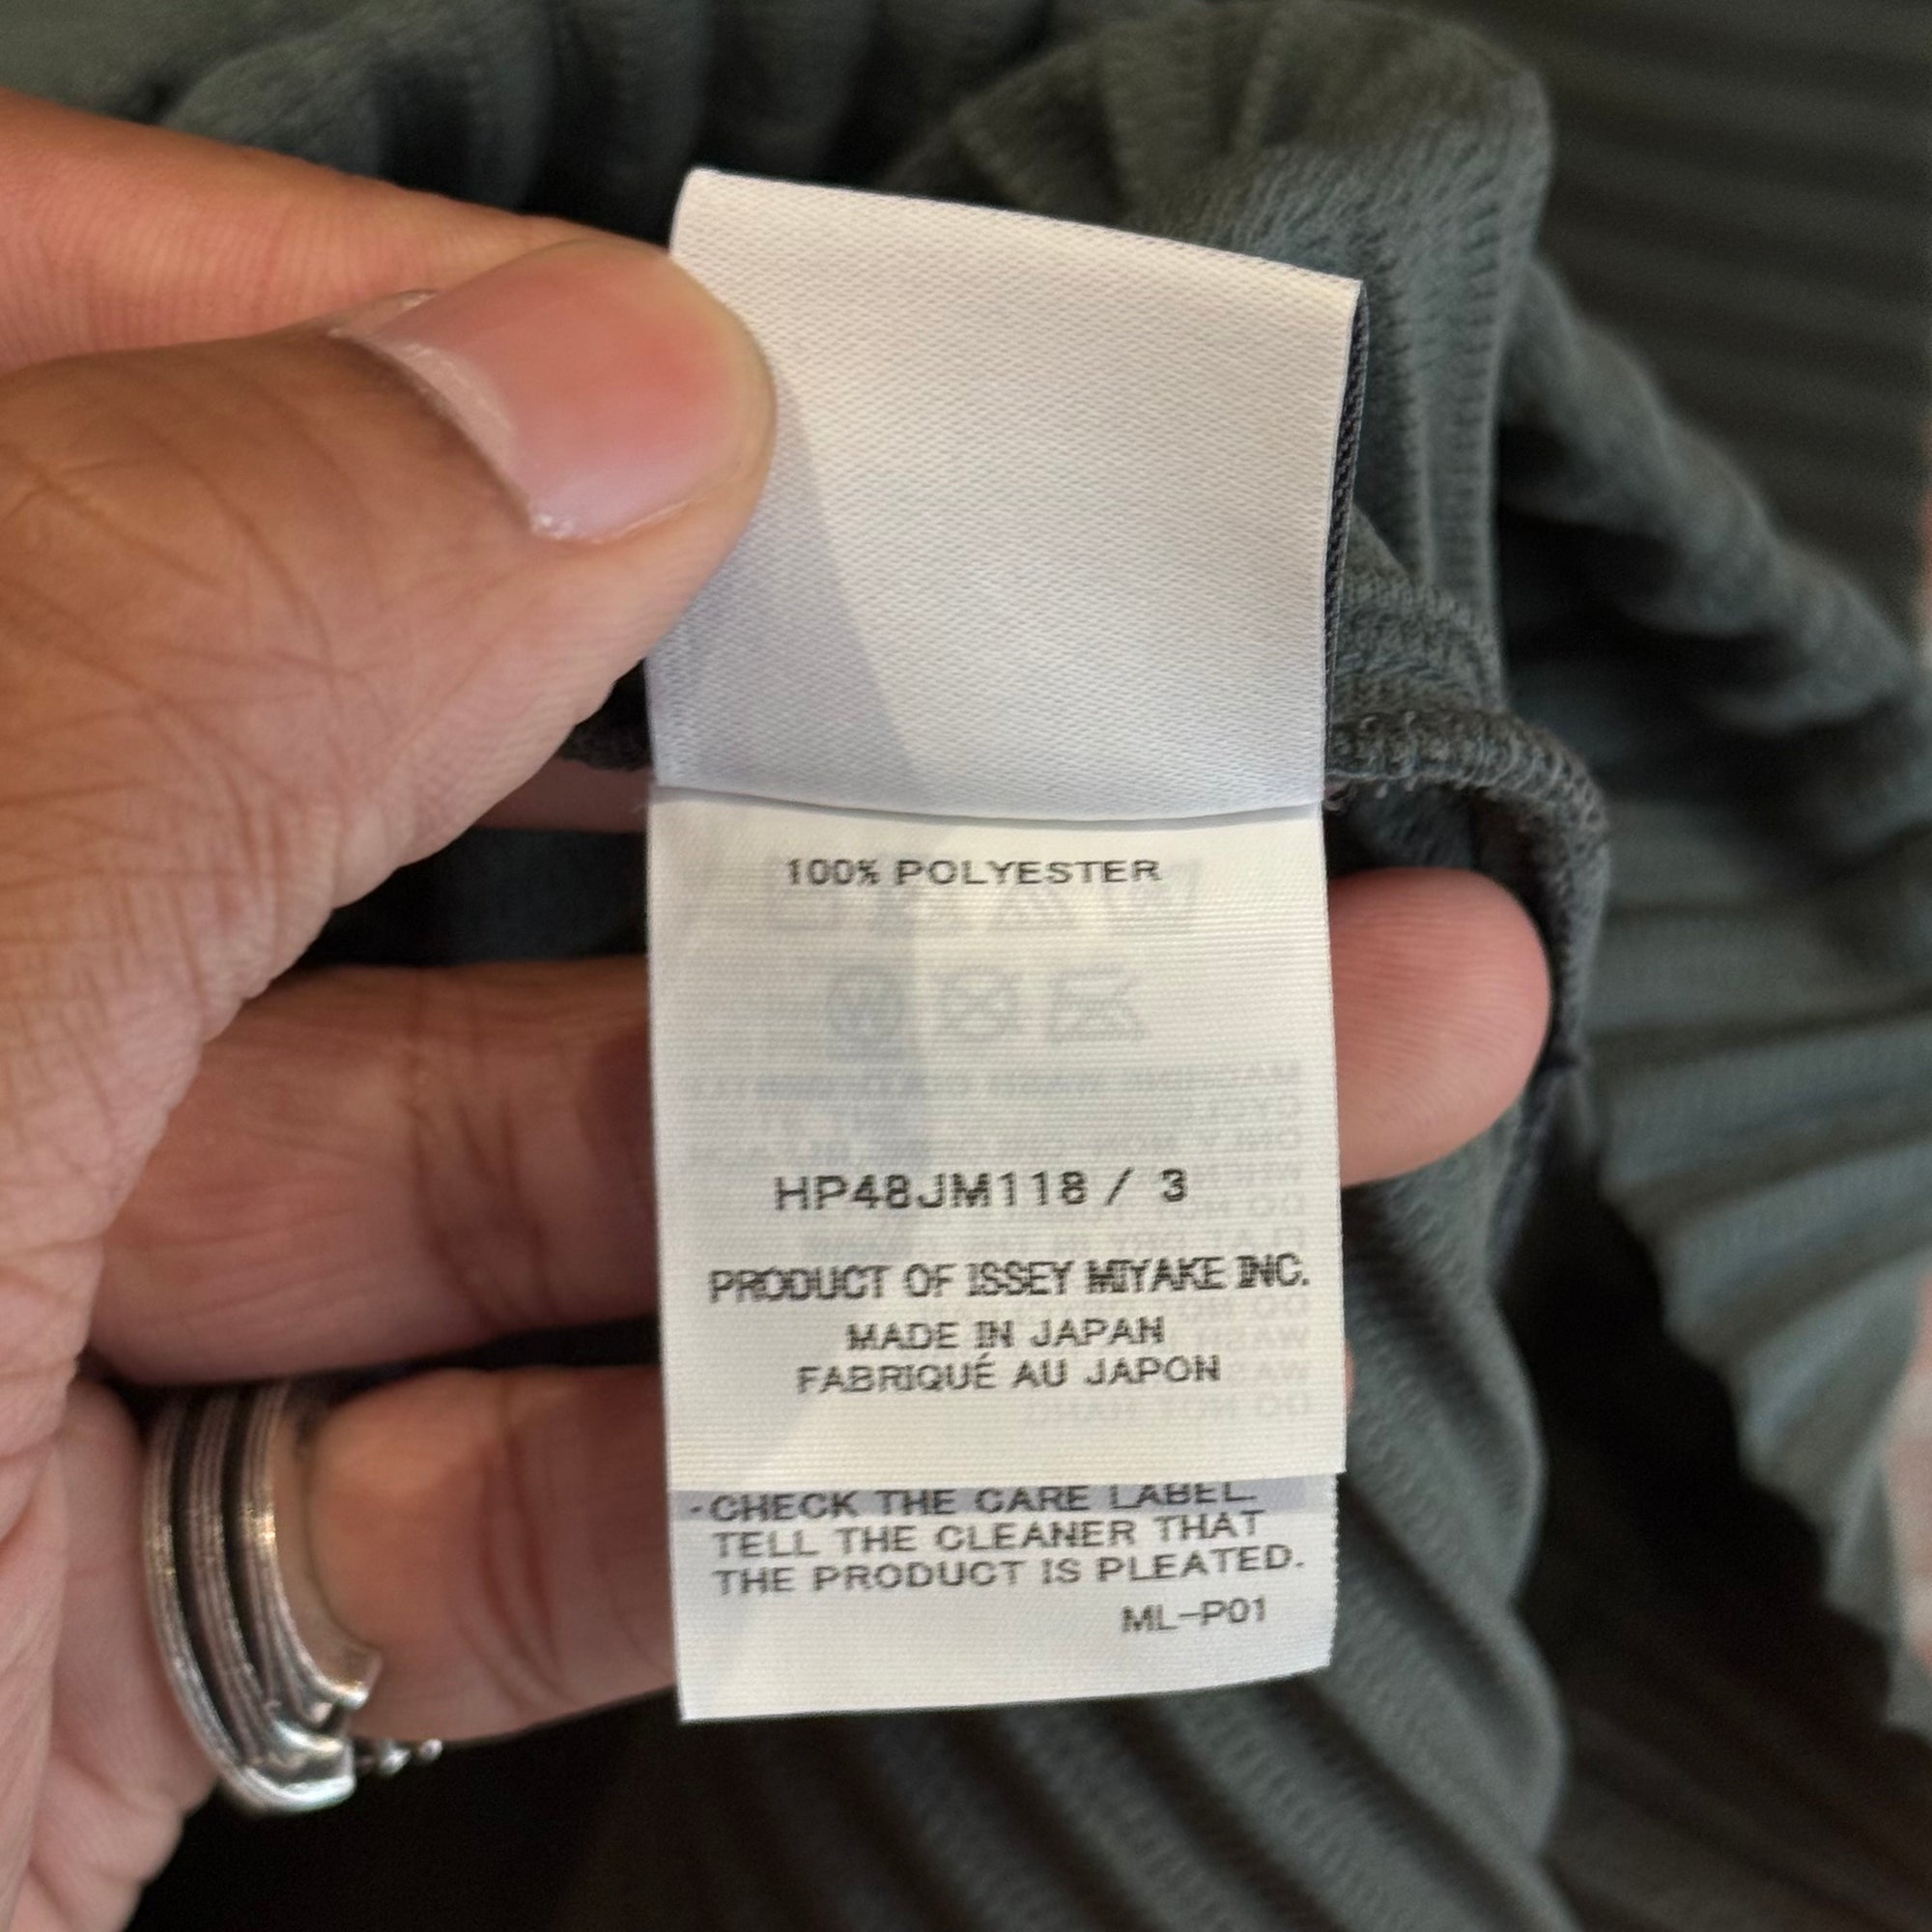 100% POLYESTER
HP48JM118 / 3
PRODUCT OF ISSEY MIYAKE INC.
MADE IN JAPAN
FABRIQUÉ AU JAPON
·CHECK THE CARE LABEL.
TELL THE CLEANER THAT
THE PRODUCT IS PLEATED.
ML-P01